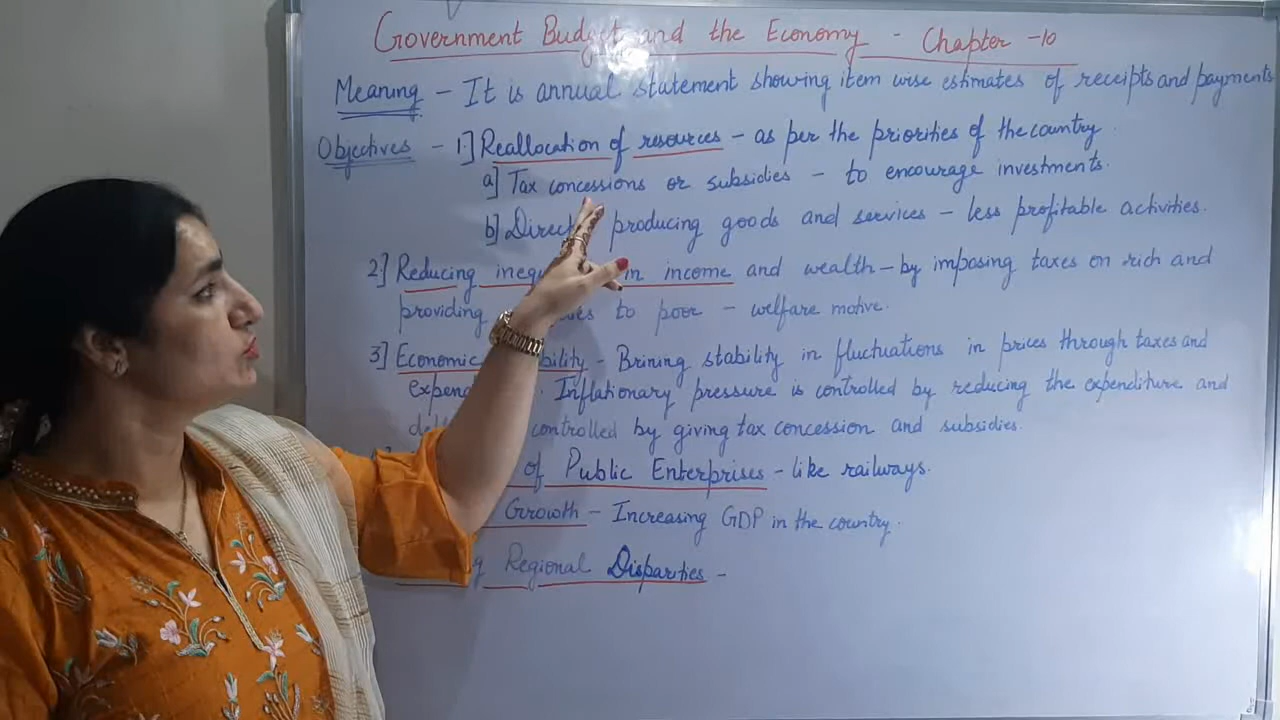 Government Budget and the Economy - Chapter -10
Meaning - It is annual statement showing item wise estimates of receipts and payments
Objectives - 1] Reallocation of resources - as per the priorities of the country
a] Tax concessions or subsidies - to encourage investments.
b] Direct producing goods and services - less profitable activities.
2] Reducing in income and wealth - by imposing taxes on rich and
providing to poor - welfare motive.
3] Economic - Brining stability in fluctuations in prices through taxes and
Inflationary pressure is controlled by reducing the expenditure and
controlled by giving tax concession and subsidies.
of Public Enterprises - like railways.
Growth - Increasing GDP in the country.
Regional Disparities -